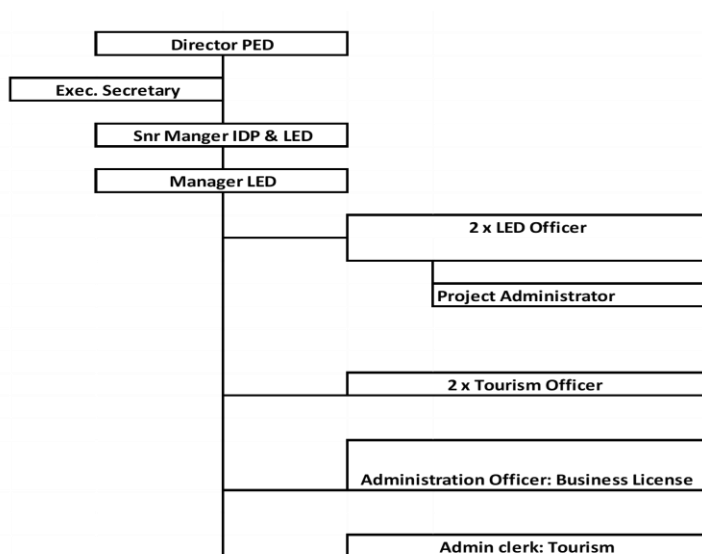 Director PED
Exec. Secretary
Snr Manger IDP & LED
Manager LED
2 x LED Officer
Project Administrator
2 x Tourism Officer
Administration Officer: Business License
Admin clerk: Tourism